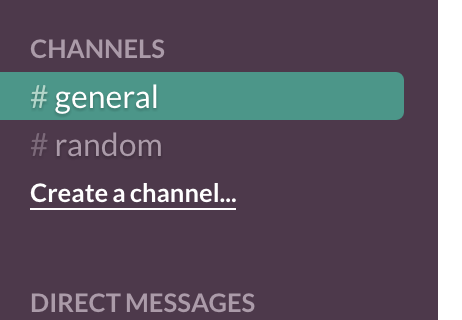 CHANNELS
# general
# random
Create a channel...
DIRECT MESSAGES